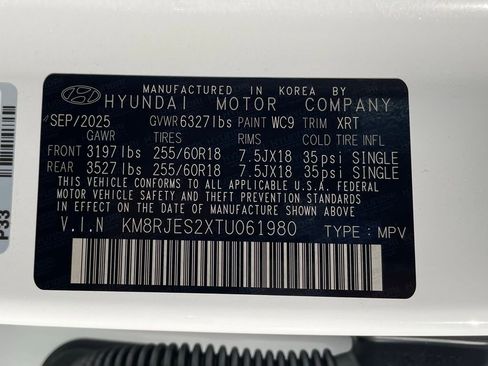 MANUFACTURED IN KOREA BY
HYUNDAI MOTOR COMPANY
SEP/2025 GVWR 6327lbs PAINT WC9 TRIM XRT
GAWR TIRES RIMS COLD TIRE INFL
FRONT 3197lbs 255/60R18 7.5JX18 35psi SINGLE
REAR 3527lbs 255/60R18 7.5JX18 35psi SINGLE
THIS VEHICLE CONFORMS TO ALL APPLICABLE U.S.A. FEDERAL
MOTOR VEHICLE SAFETY, BUMPER, AND THEFT PREVENTION STANDARDS
IN EFFECT ON THE DATE OF MANUFACTURE SHOWN ABOVE.
V.I.N KM8RJES2XTU061980 TYPE : MPV
P33